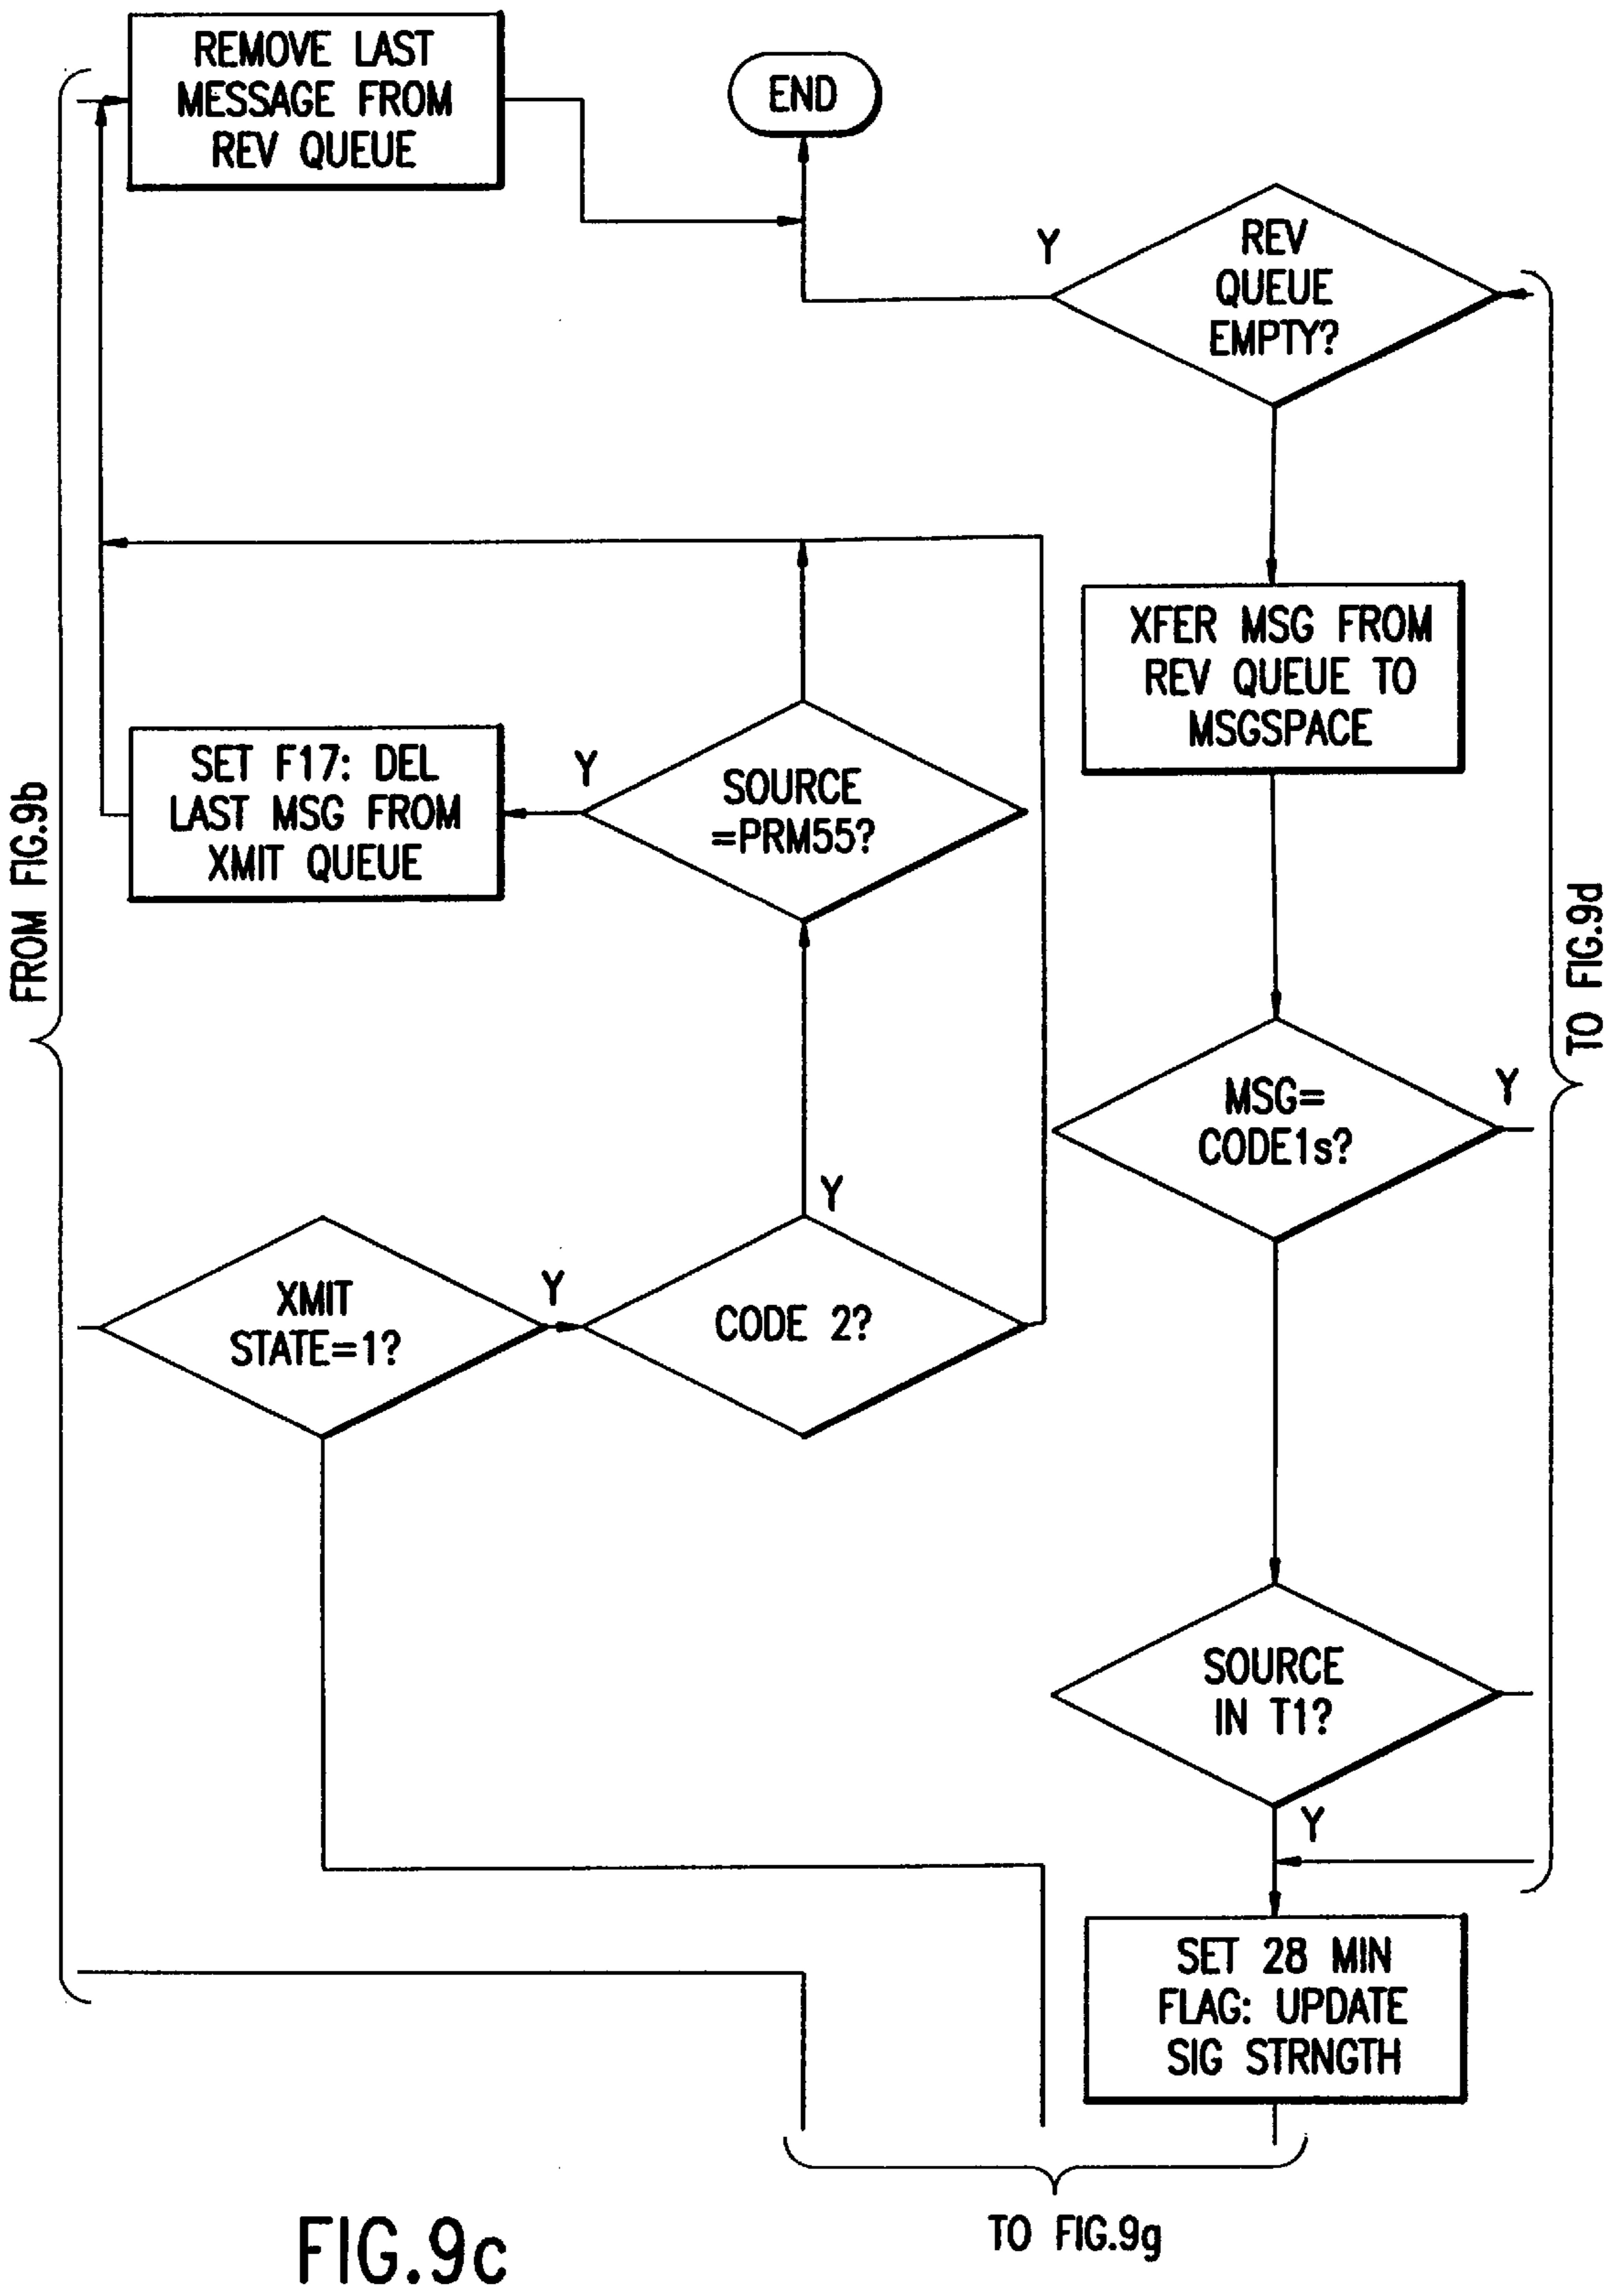 REMOVE LAST
MESSAGE FROM
REV QUEUE
END
Y
REV
QUEUE
EMPTY?
XFER MSG FROM
REV QUEUE TO
MSGSPACE
SET F17: DEL
LAST MSG FROM
XMIT QUEUE
Y
SOURCE
=PRM55?
FROM FIG.9b
TO FIG.9d
MSG=
CODE1s?
Y
Y
XMIT
STATE=1?
Y
CODE 2?
SOURCE
IN T1?
Y
SET 28 MIN
FLAG: UPDATE
SIG STRNGTH
TO FIG.9g
FIG.9c